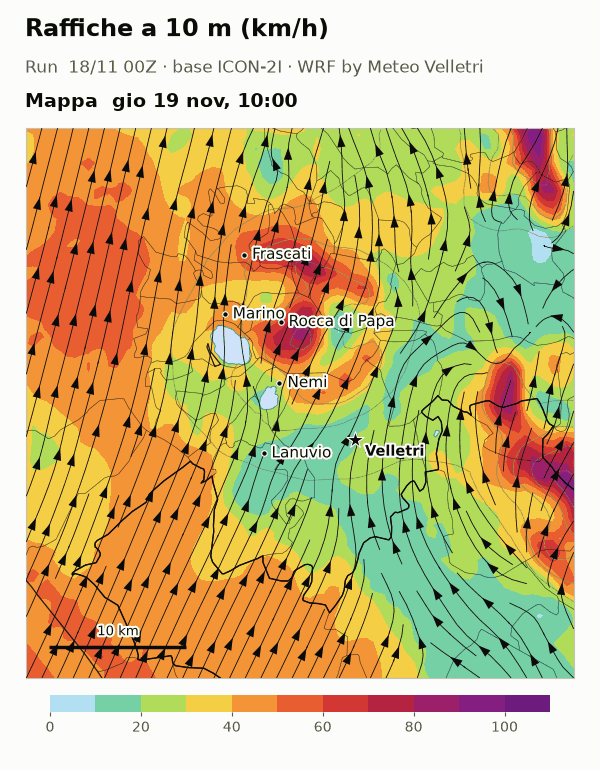 Raffiche a 10 m (km/h)
Run 18/11 00Z · base ICON-2I · WRF by Meteo Velletri
Mappa gio 19 nov, 10:00
Frascati
Marino
Rocca di Papa
Nemi
Velletri
Lanuvio
10 km
0 20 40 60 80 100